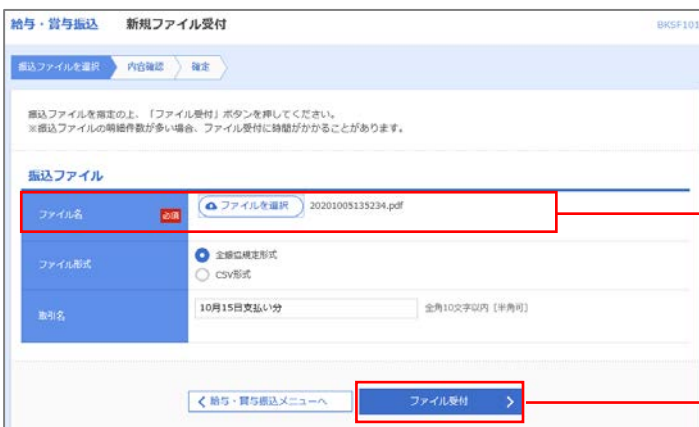 給与・賞与振込 新規ファイル受付 BKSF101
振込ファイルを選択 内容確認 確定
振込ファイルを指定の上、「ファイル受付」ボタンを押してください。
※振込ファイルの明細件数が多い場合、ファイル受付に時間がかかることがあります。
振込ファイル
ファイル名 必須 ファイルを選択 20201005135234.pdf
ファイル形式 全銀協規定形式
CSV形式
取引名 10月15日支払い分 全角10文字以内［半角可］
給与・賞与振込メニューへ ファイル受付